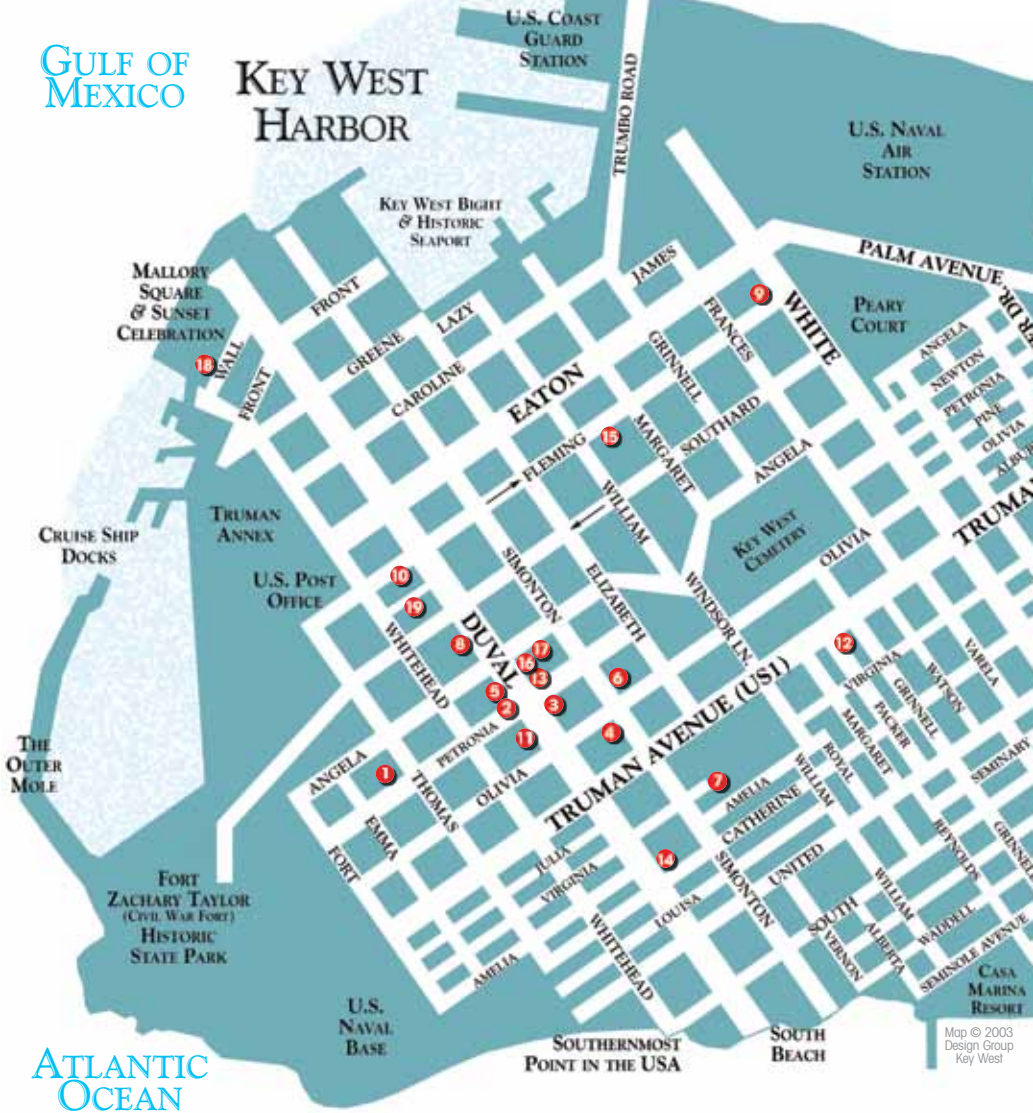 U.S. Coast
Guard
Station
Gulf of
Mexico
Key West
Harbor
TRUMBO ROAD
U.S. Naval
Air
Station
Key West Bight
& Historic
Seaport
JAMES
PALM AVENUE
Mallory
Square
& Sunset
Celebration
FRONT
9
WHITE
Peary
Court
FRANCES
LAZY
GREENE
GRINNELL
ANGELA
18
WALL
FRONT
CAROLINE
EATON
NEWTON
PETRONIA
PINE
OLIVIA
FLEMING
15
MARGARET
SOUTHARD
ANGELA
WILLIAM
Truman
Annex
Cruise Ship
Docks
Key West
Cemetery
OLIVIA
U.S. Post
Office
10
19
SIMONTON
ELIZABETH
WINDSOR LN.
WHITEHEAD
8
DUVAL
17
16
13
6
12
5
2
3
TRUMAN AVENUE (US1)
VIRGINIA
GRINNELL
WATSON
VARELA
PACKER
MARGARET
ROYAL
WILLIAM
The
Outer
Mole
ANGELA
1
THOMAS
PETRONIA
11
4
OLIVIA
7
AMELIA
CATHERINE
SEMINARY
EMMA
FORT
JULIA
VIRGINIA
14
SIMONTON
UNITED
REYNOLDS
LOUISA
WHITEHEAD
SOUTH
VERNON
WILLIAM
ALBERTA
WADDELL
SEMINOLE AVENUE
Fort
Zachary Taylor
(Civil War Fort)
Historic
State Park
AMELIA
U.S.
Naval
Base
Casa
Marina
Resort
Southernmost
Point in the USA
South
Beach
Map © 2003
Design Group
Key West
Atlantic
Ocean